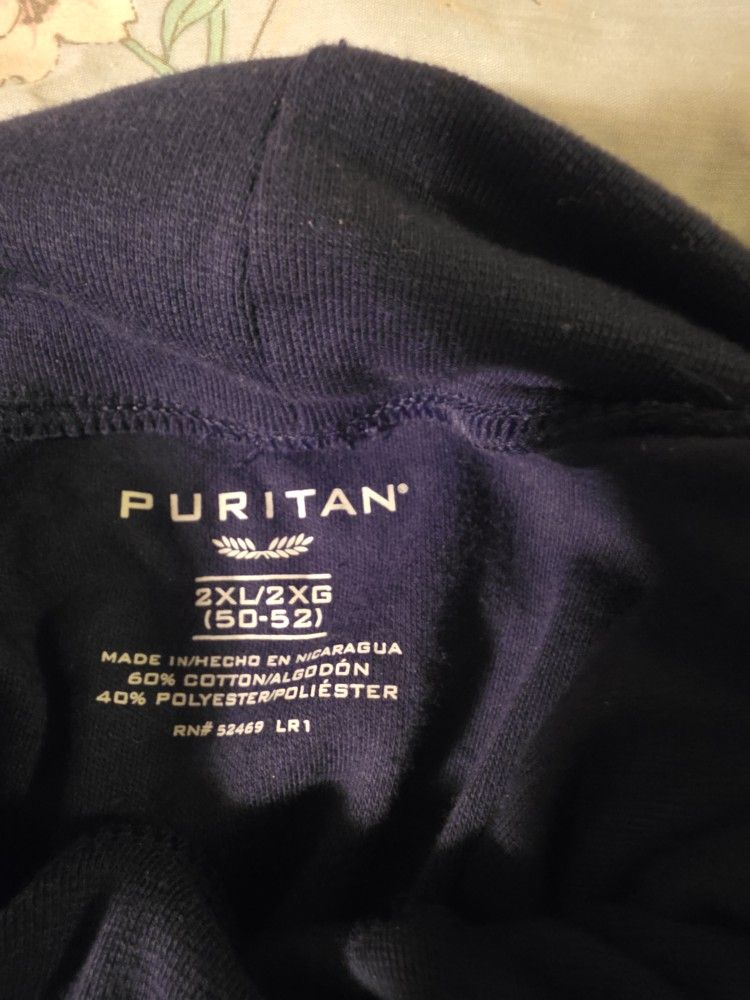 PURITAN®
2XL/2XG
(50-52)
MADE IN/HECHO EN NICARAGUA
60% COTTON/ALGODÓN
40% POLYESTER/POLIÉSTER
RN# 52469 LR1